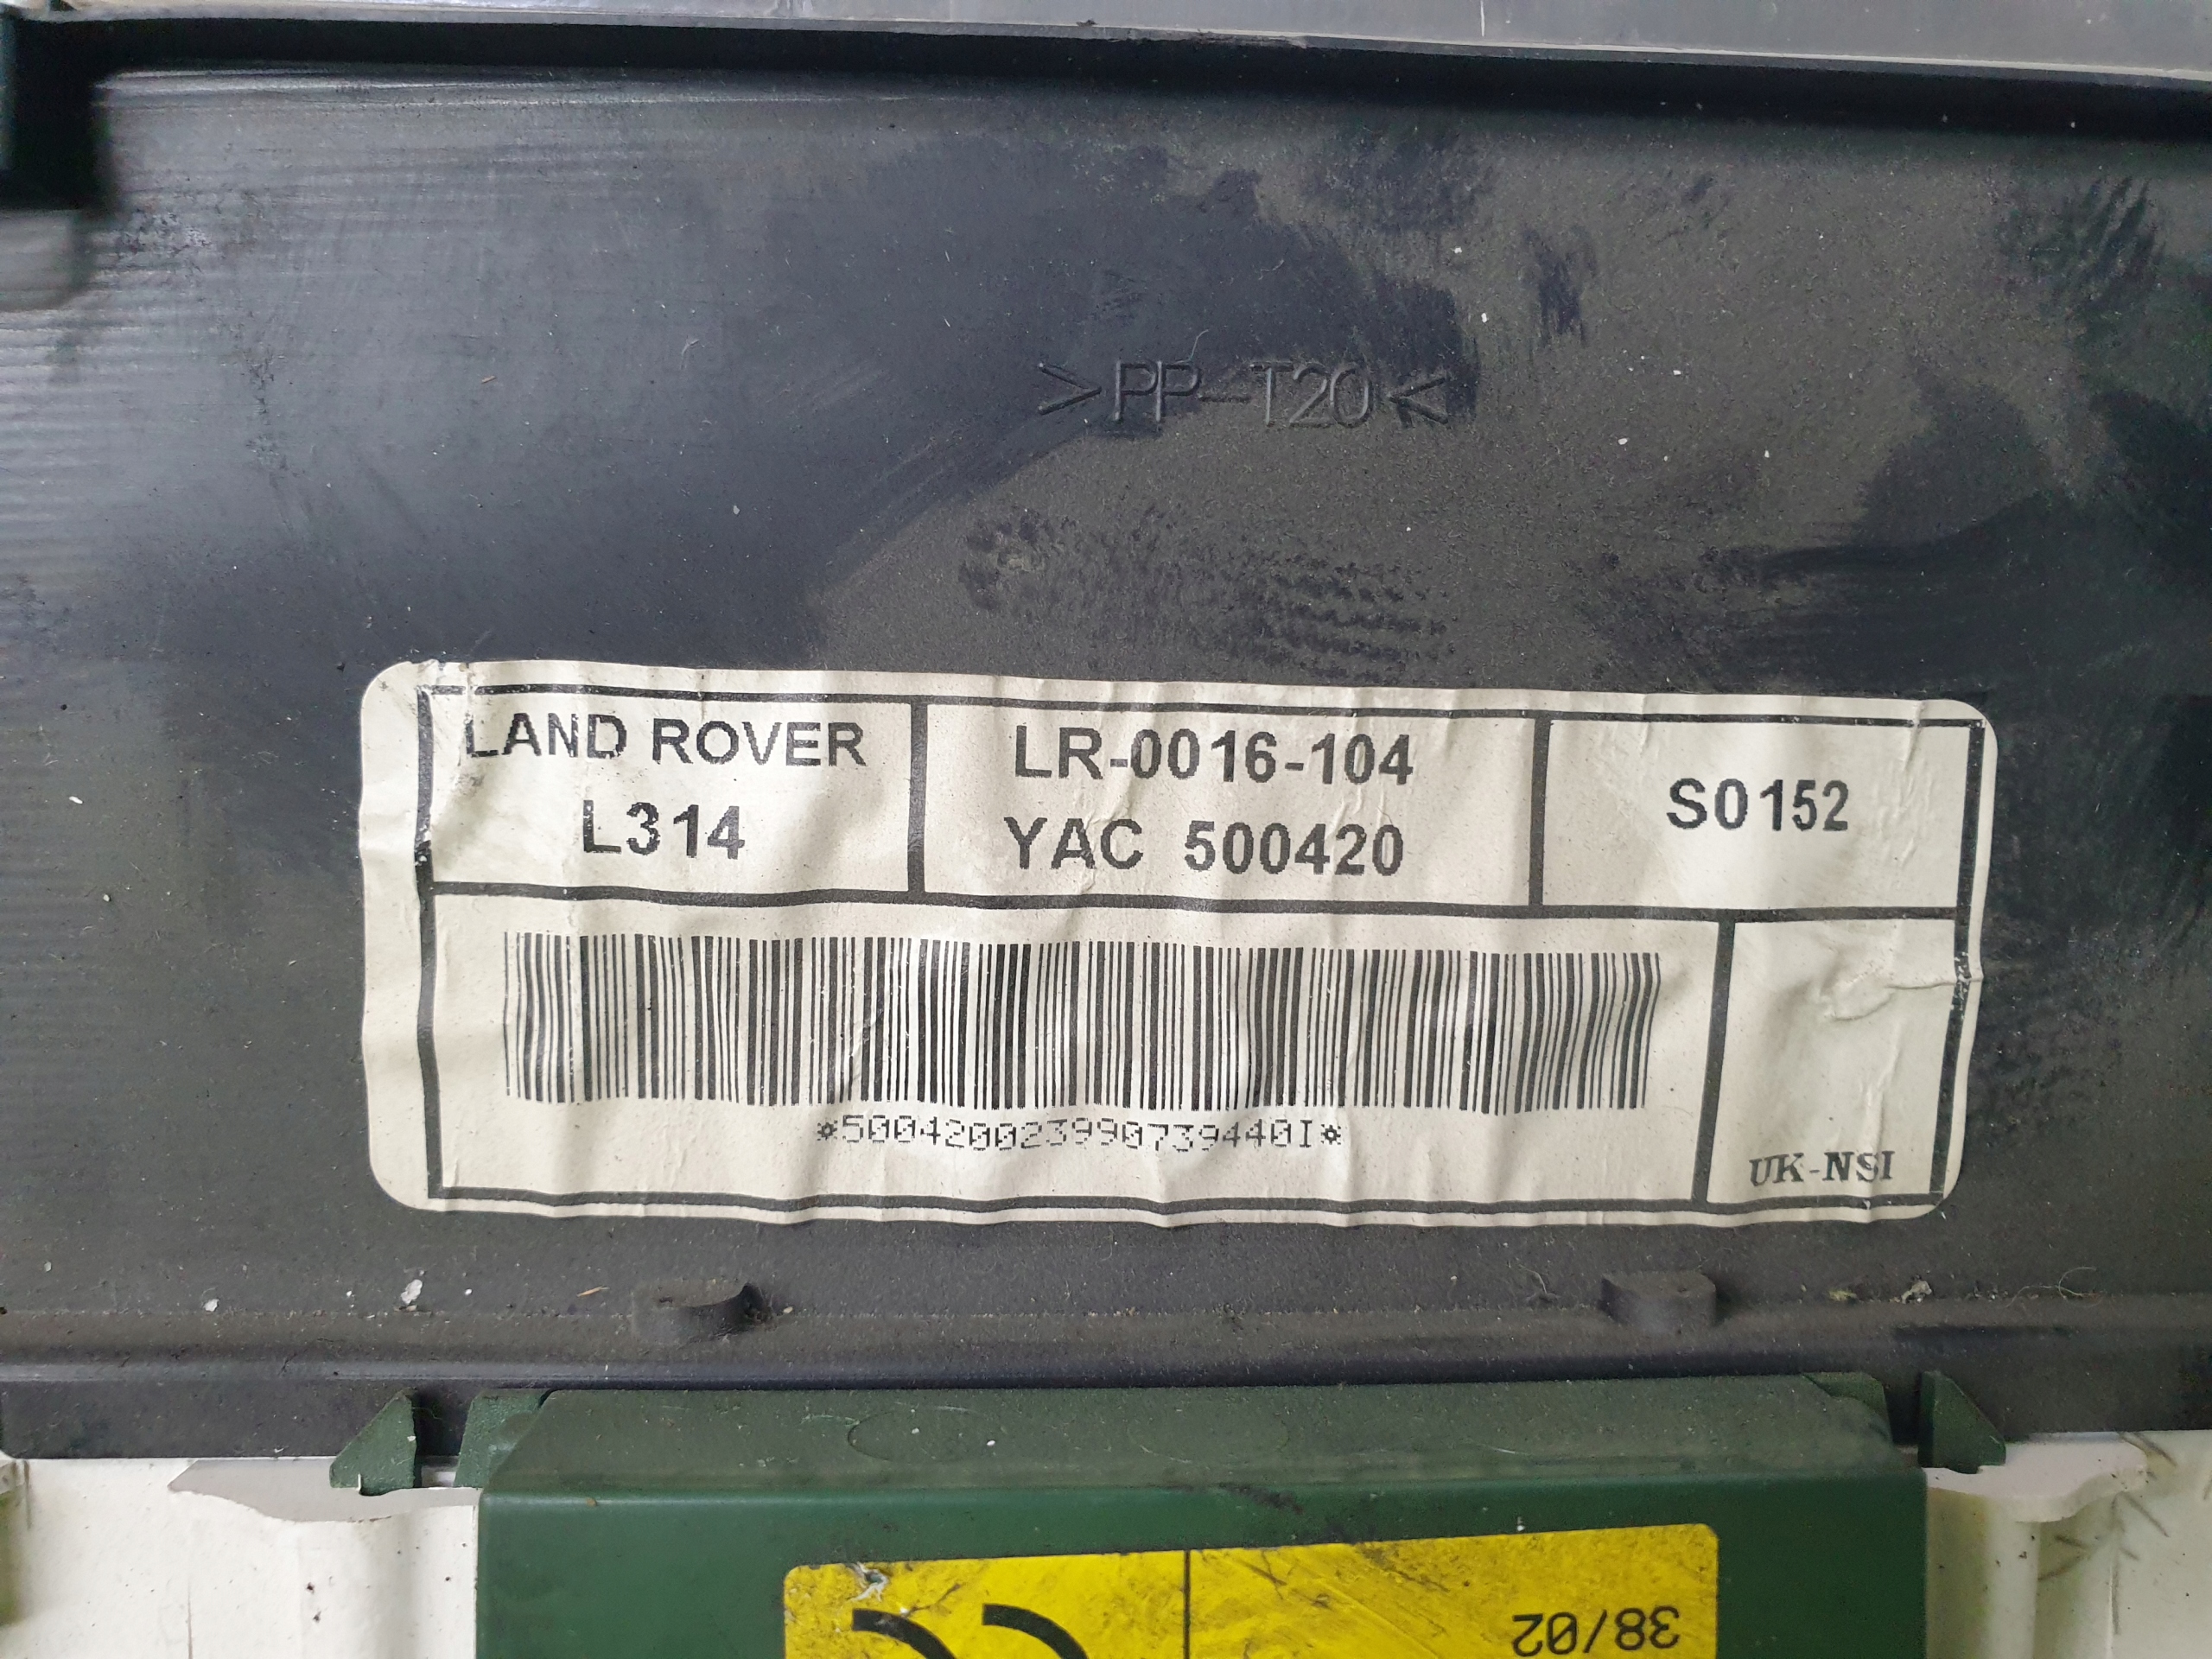 >PP-T20<
LAND ROVER
L314
LR-0016-104
YAC 500420
S0152
*5004200239907394401*
UK-NSI
38/02